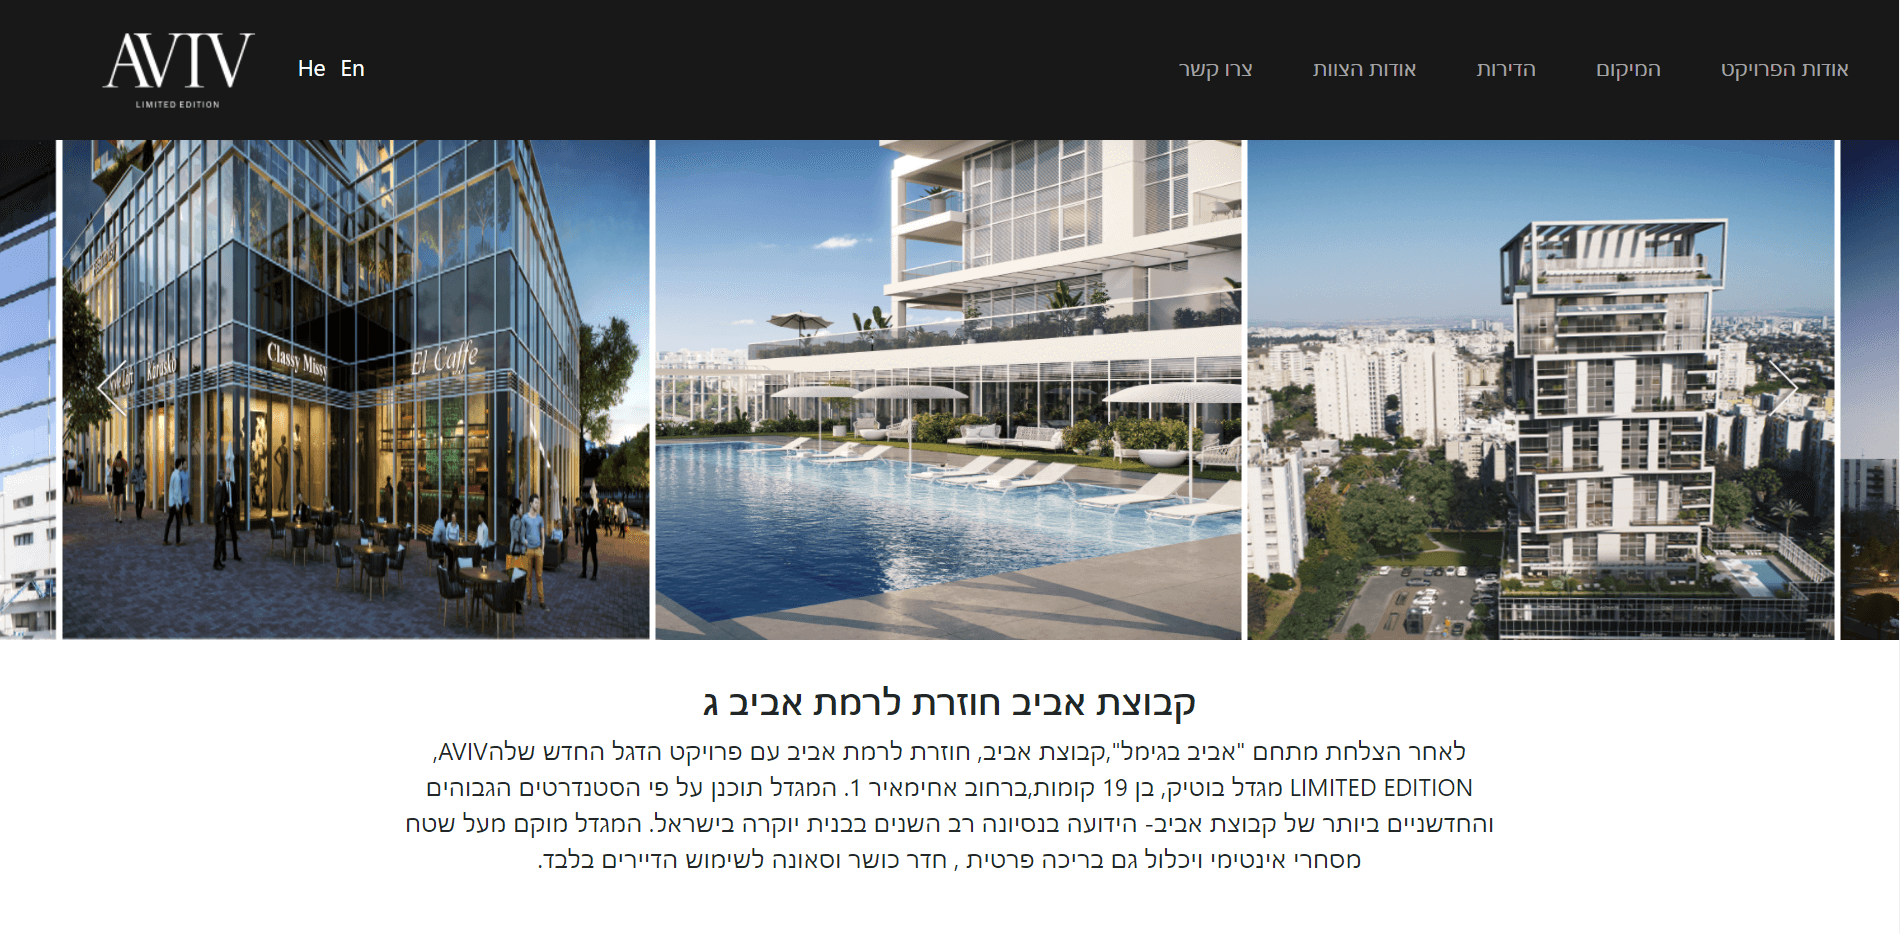 AVIV
LIMITED EDITION
He En
אודות הפרויקט
המיקום
הדירות
אודות הצוות
צרו קשר
Kurusko
Classy Missy
El Caffe
קבוצת אביב חוזרת לרמת אביב ג
לאחר הצלחת מתחם "אביב בגימל",קבוצת אביב, חוזרת לרמת אביב עם פרויקט הדגל החדש שלהAVIV,
LIMITED EDITION מגדל בוטיק, בן 19 קומות,ברחוב אחימאיר 1. המגדל תוכנן על פי הסטנדרטים הגבוהים
והחדשניים ביותר של קבוצת אביב- הידועה בנסיונה רב השנים בבנית יוקרה בישראל. המגדל מוקם מעל שטח
מסחרי אינטימי ויכלול גם בריכה פרטית , חדר כושר וסאונה לשימוש הדיירים בלבד.